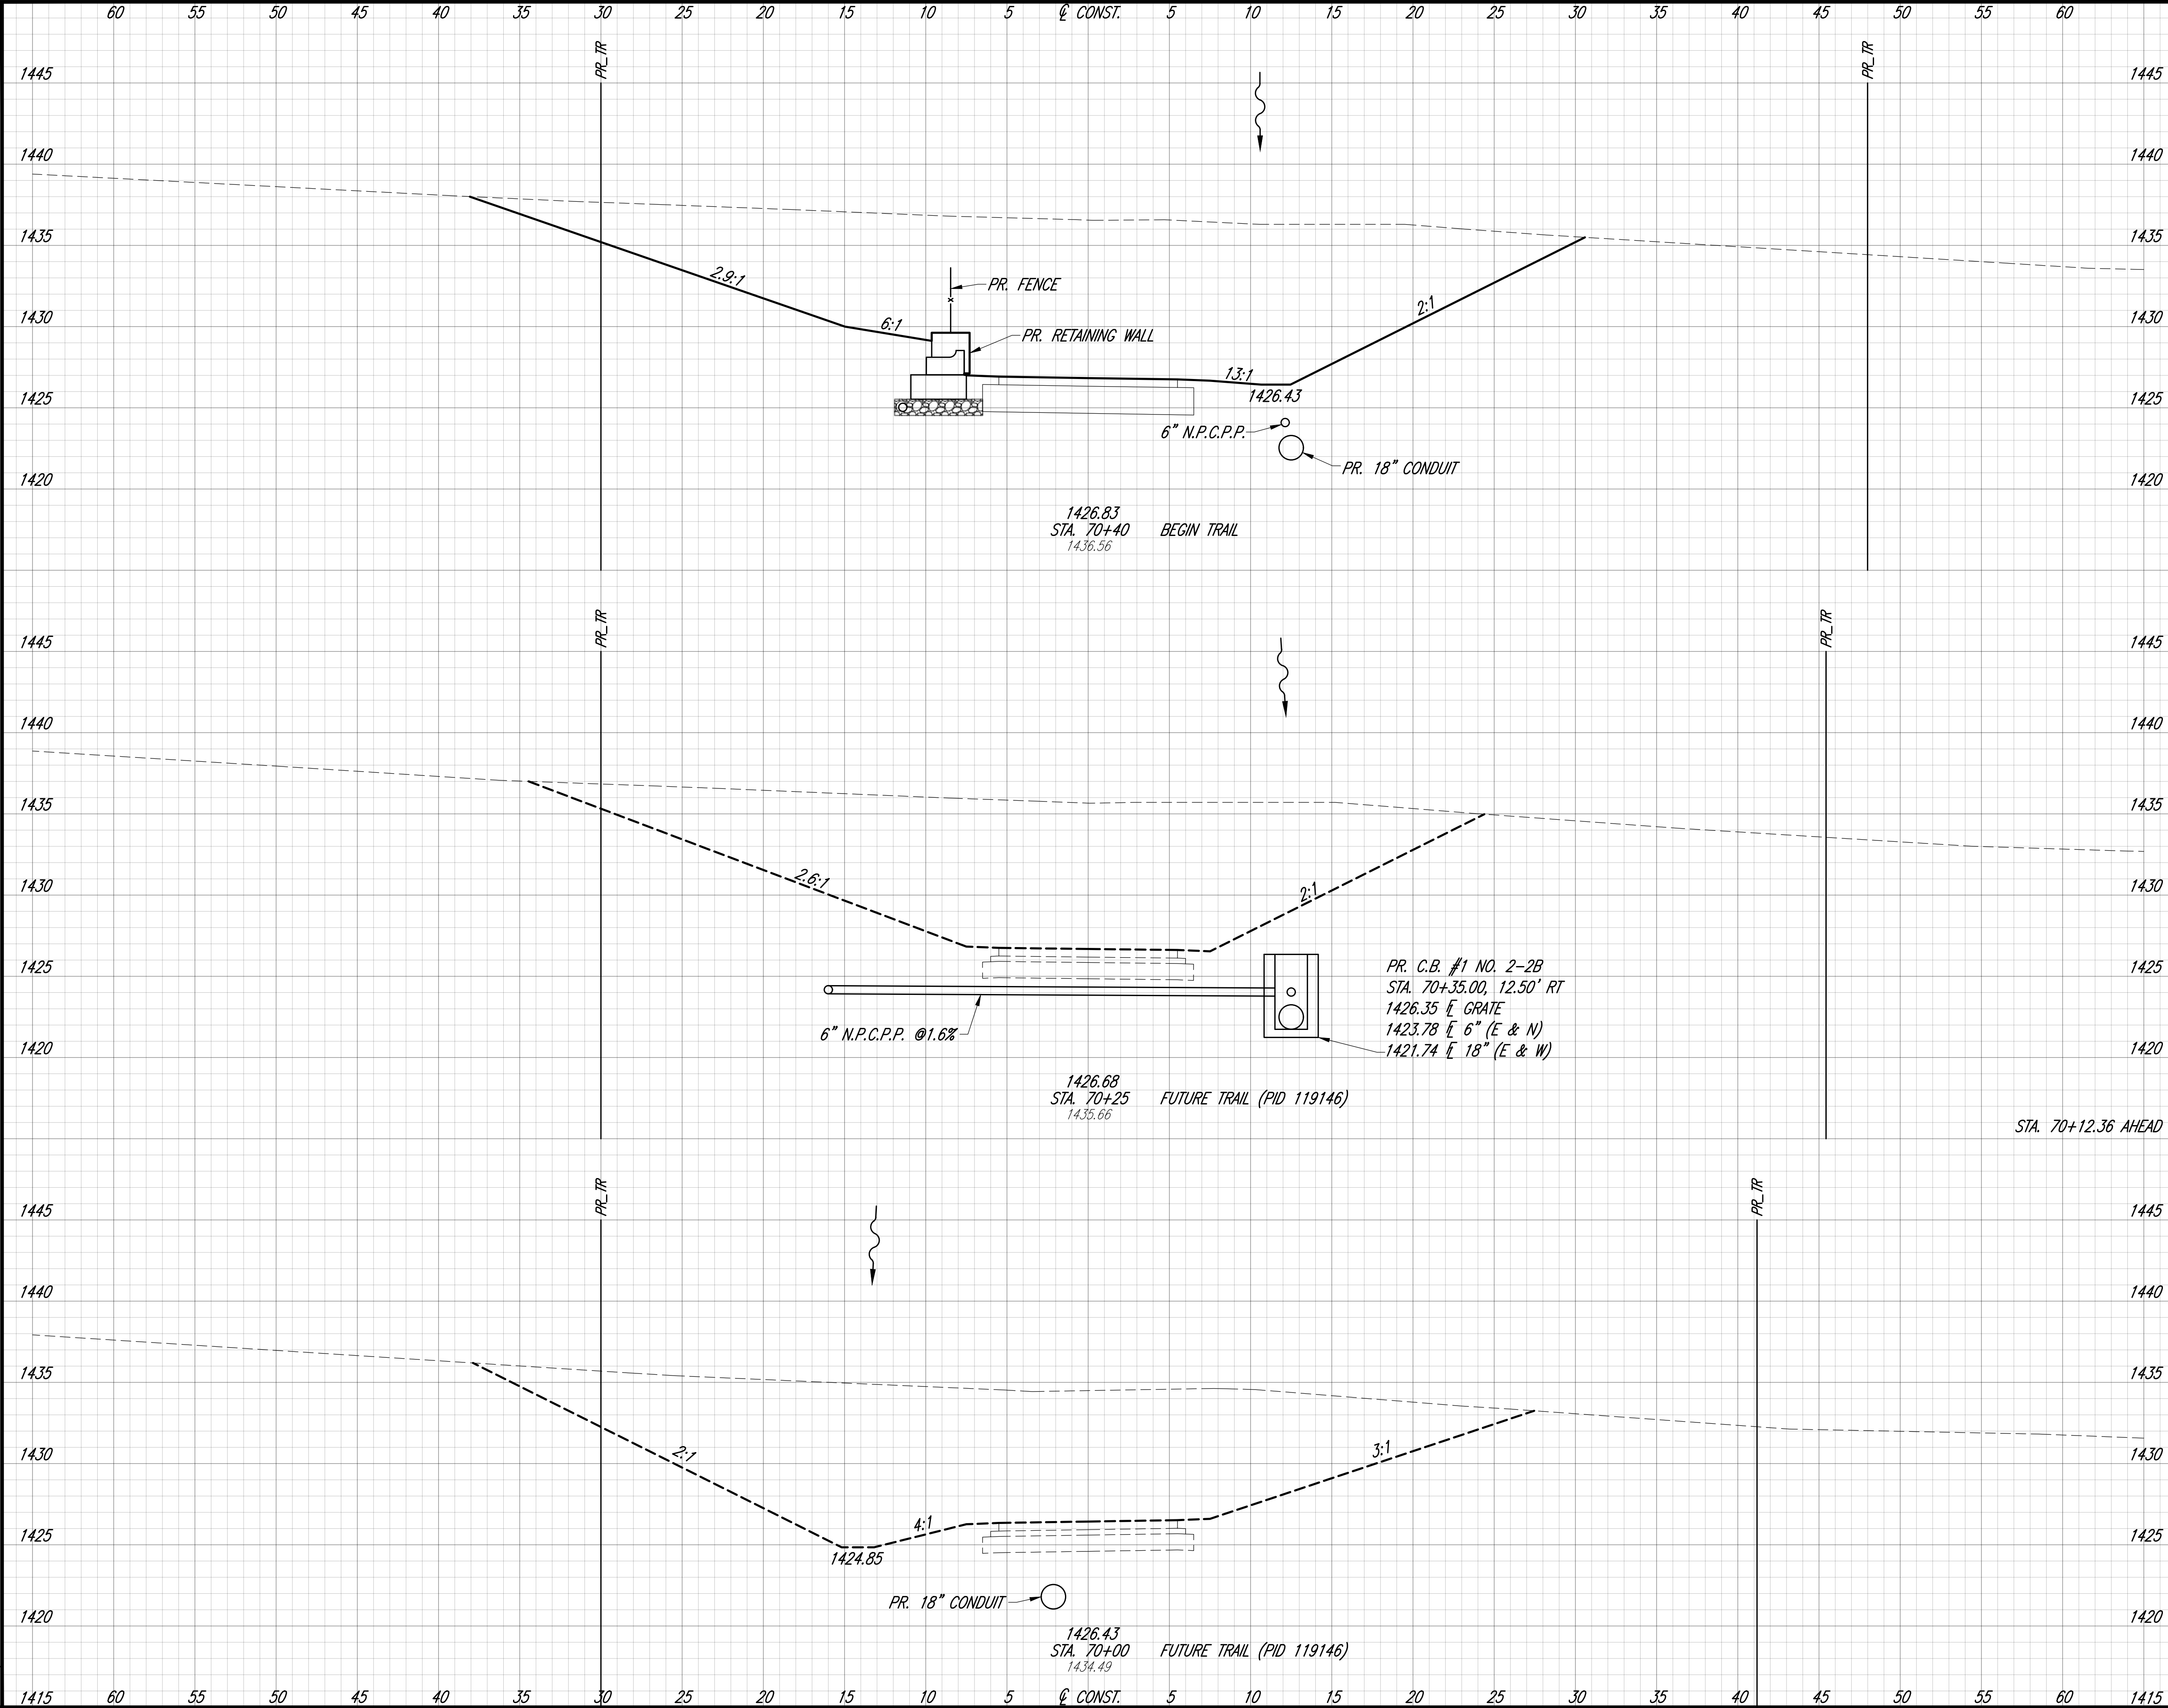 60 55 50 45 40 35 30 25 20 15 10 5 ℄ CONST. 5 10 15 20 25 30 35 40 45 50 55 60
PR_TR PR_TR
1445 1445
1440 1440
1435 1435
2.9:1
2:1
PR. FENCE
1430 1430
6:1
PR. RETAINING WALL
13:1
1426.43
1425 1425
6" N.P.C.P.P.
PR. 18" CONDUIT
1420 1420
1426.83
STA. 70+40 BEGIN TRAIL
1436.56
PR_TR PR_TR
1445 1445
1440 1440
1435 1435
2.6:1
2:1
1430 1430
1425 1425
PR. C.B. #1 NO. 2-2B
STA. 70+35.00, 12.50' RT
1426.35 ℄ GRATE
1423.78 ℄ 6" (E & N)
1421.74 ℄ 18" (E & W)
6" N.P.C.P.P. @1.6%
1420 1420
1426.68
STA. 70+25 FUTURE TRAIL (PID 119146)
1435.66
STA. 70+12.36 AHEAD
PR_TR PR_TR
1445 1445
1440 1440
1435 1435
2:1
3:1
1430 1430
4:1
1425 1425
1424.85
PR. 18" CONDUIT
1420 1420
1426.43
STA. 70+00 FUTURE TRAIL (PID 119146)
1434.49
1415 60 55 50 45 40 35 30 25 20 15 10 5 ℄ CONST. 5 10 15 20 25 30 35 40 45 50 55 60 1415